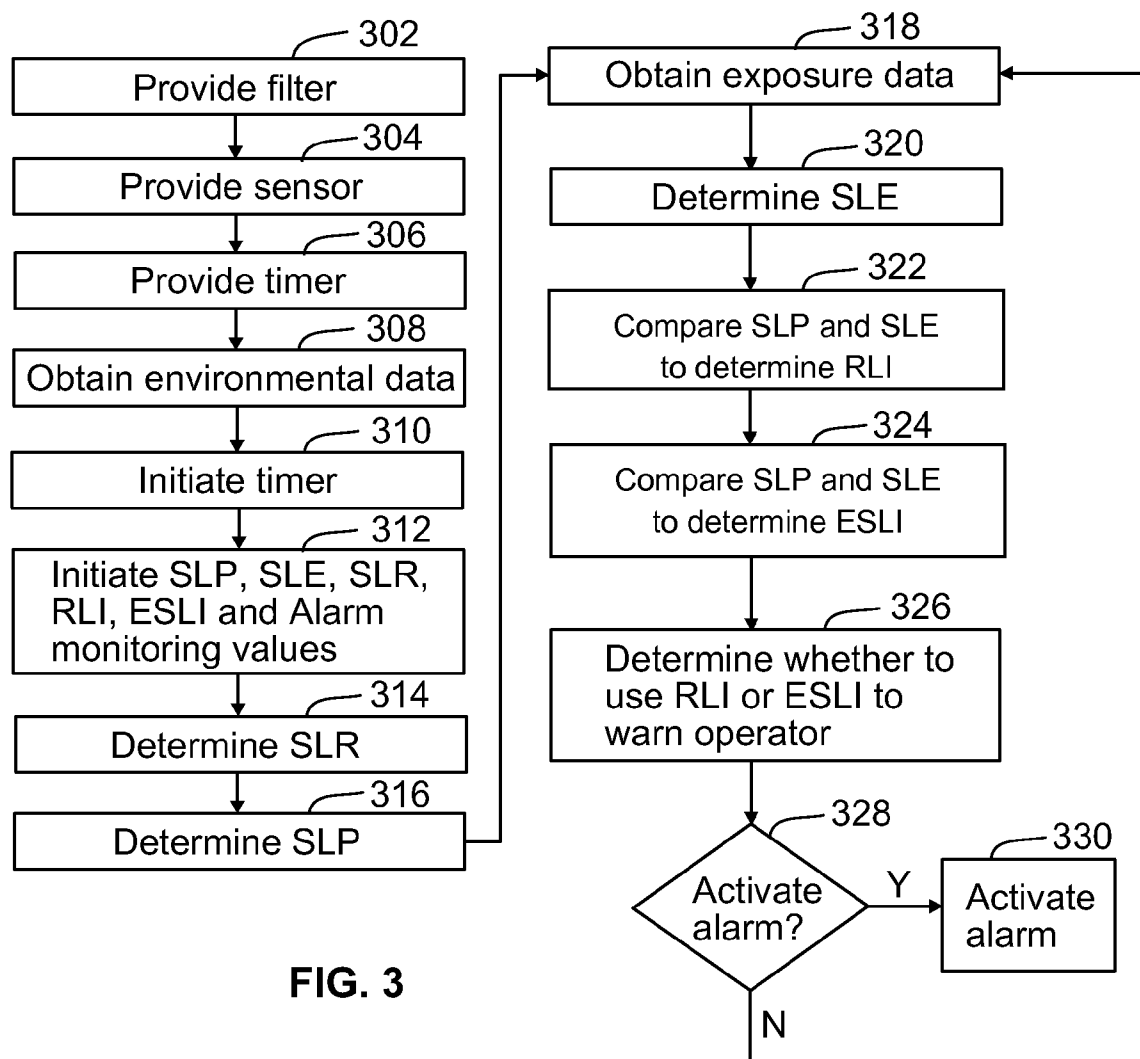 302
Provide filter
304
Provide sensor
306
Provide timer
308
Obtain environmental data
310
Initiate timer
312
Initiate SLP, SLE, SLR,
RLI, ESLI and Alarm
monitoring values
314
Determine SLR
316
Determine SLP
318
Obtain exposure data
320
Determine SLE
322
Compare SLP and SLE
to determine RLI
324
Compare SLP and SLE
to determine ESLI
326
Determine whether to
use RLI or ESLI to
warn operator
328
Activate
alarm?
Y
330
Activate
alarm
N
FIG. 3